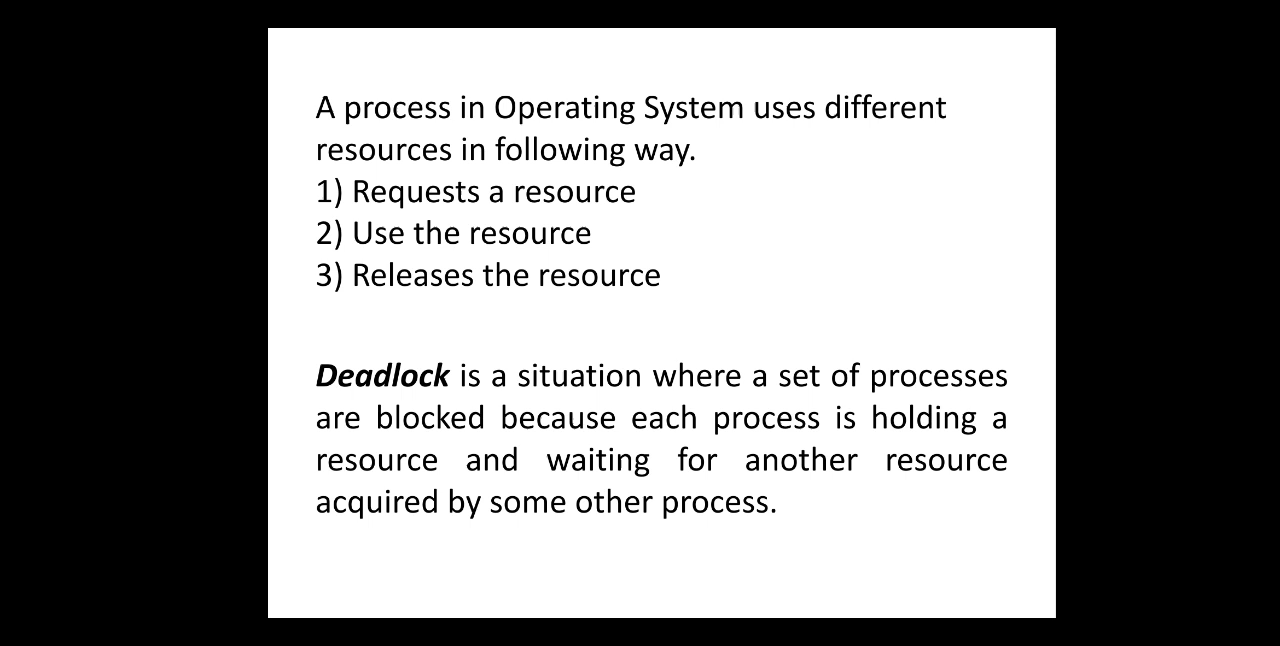 A process in Operating System uses different
resources in following way.
1) Requests a resource
2) Use the resource
3) Releases the resource
Deadlock is a situation where a set of processes
are blocked because each process is holding a
resource and waiting for another resource
acquired by some other process.